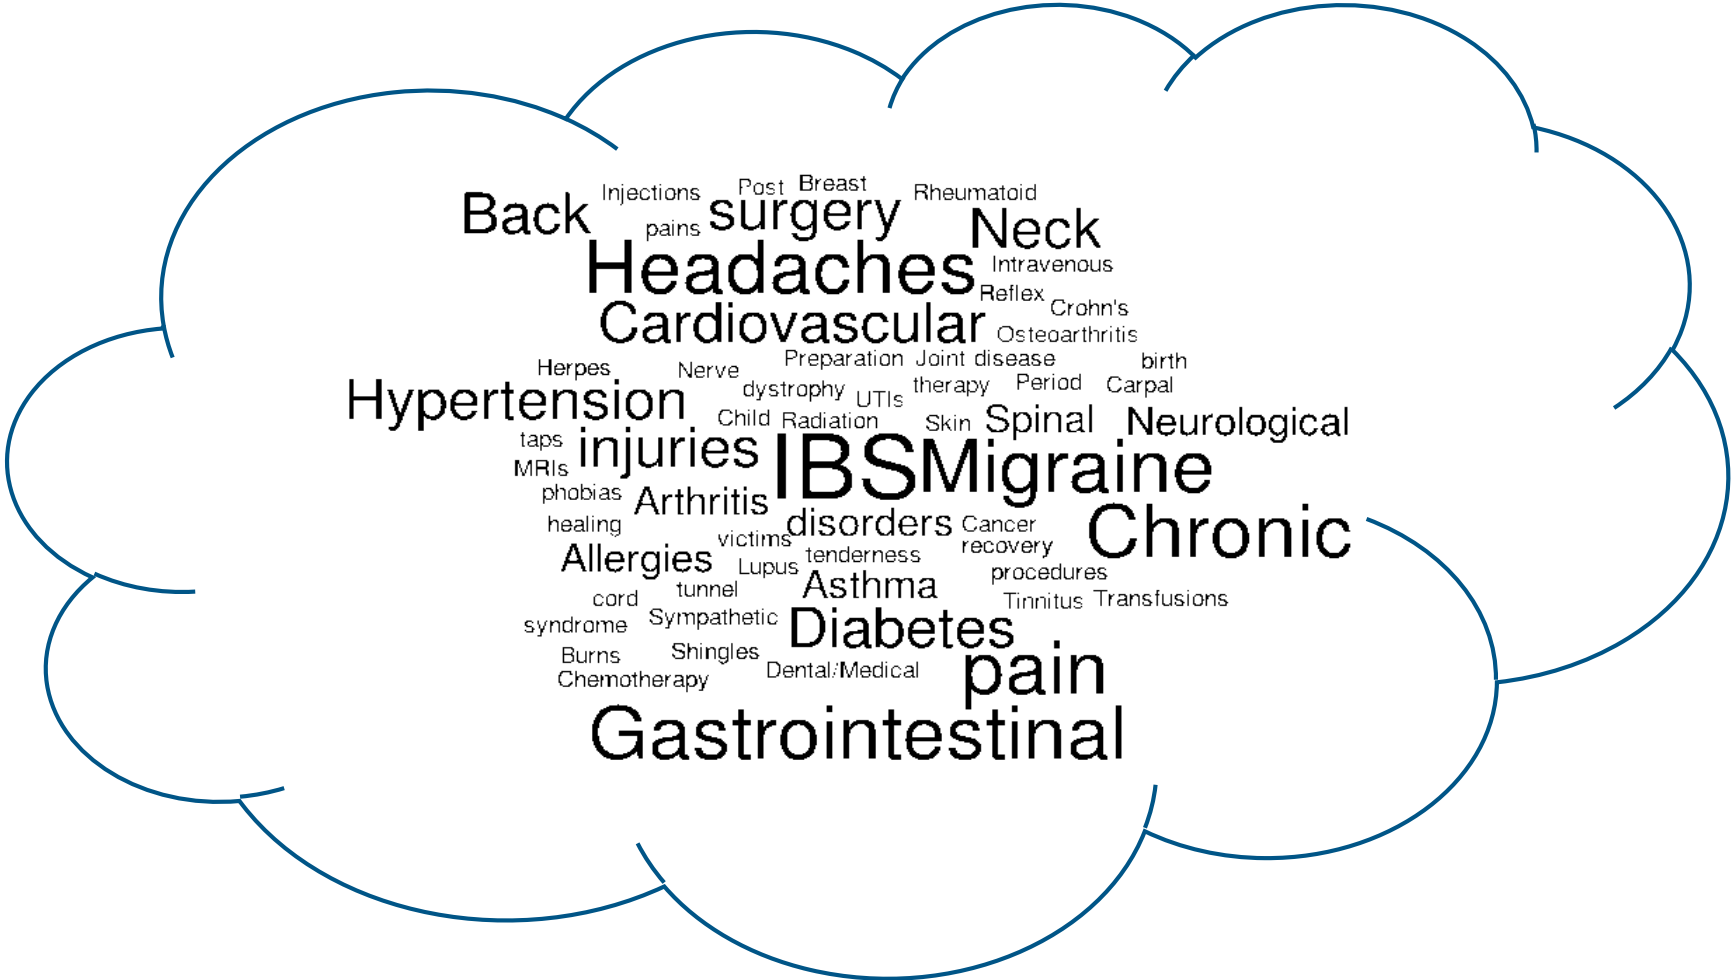 Injections Post Breast Rheumatoid
Back surgery Neck
pains
Headaches Intravenous
Reflex Crohn's
Cardiovascular Osteoarthritis
Preparation Joint disease birth
Herpes Nerve
dystrophy therapy Period Carpal
Hypertension UTIs
Child Radiation Skin Spinal Neurological
taps injuries
MRIs IBS Migraine
phobias Arthritis
healing disorders Cancer Chronic
victims recovery
Allergies Lupus tenderness
procedures
tunnel Asthma
cord Tinnitus Transfusions
syndrome Sympathetic Diabetes
Burns Shingles
Chemotherapy Dental/Medical pain
Gastrointestinal